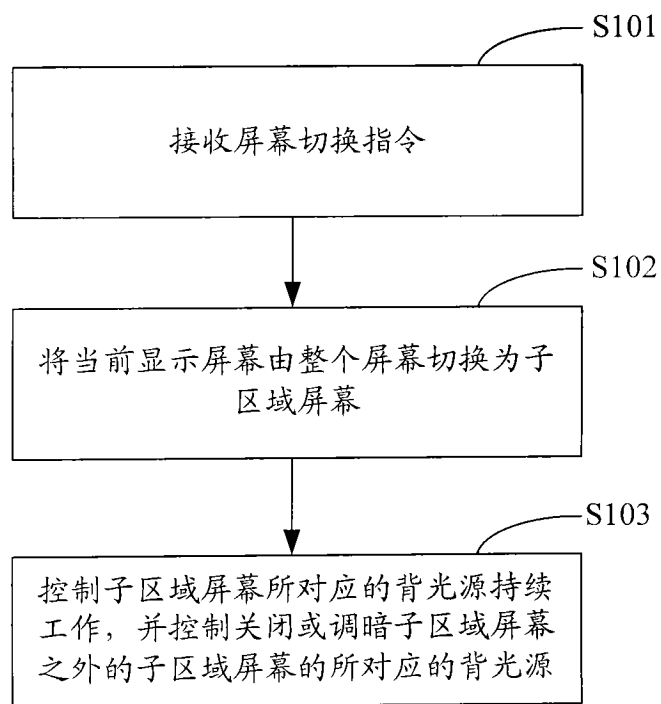 S101
接收屏幕切换指令
S102
将当前显示屏幕由整个屏幕切换为子
区域屏幕
S103
控制子区域屏幕所对应的背光源持续
工作，并控制关闭或调暗子区域屏幕
之外的子区域屏幕的所对应的背光源